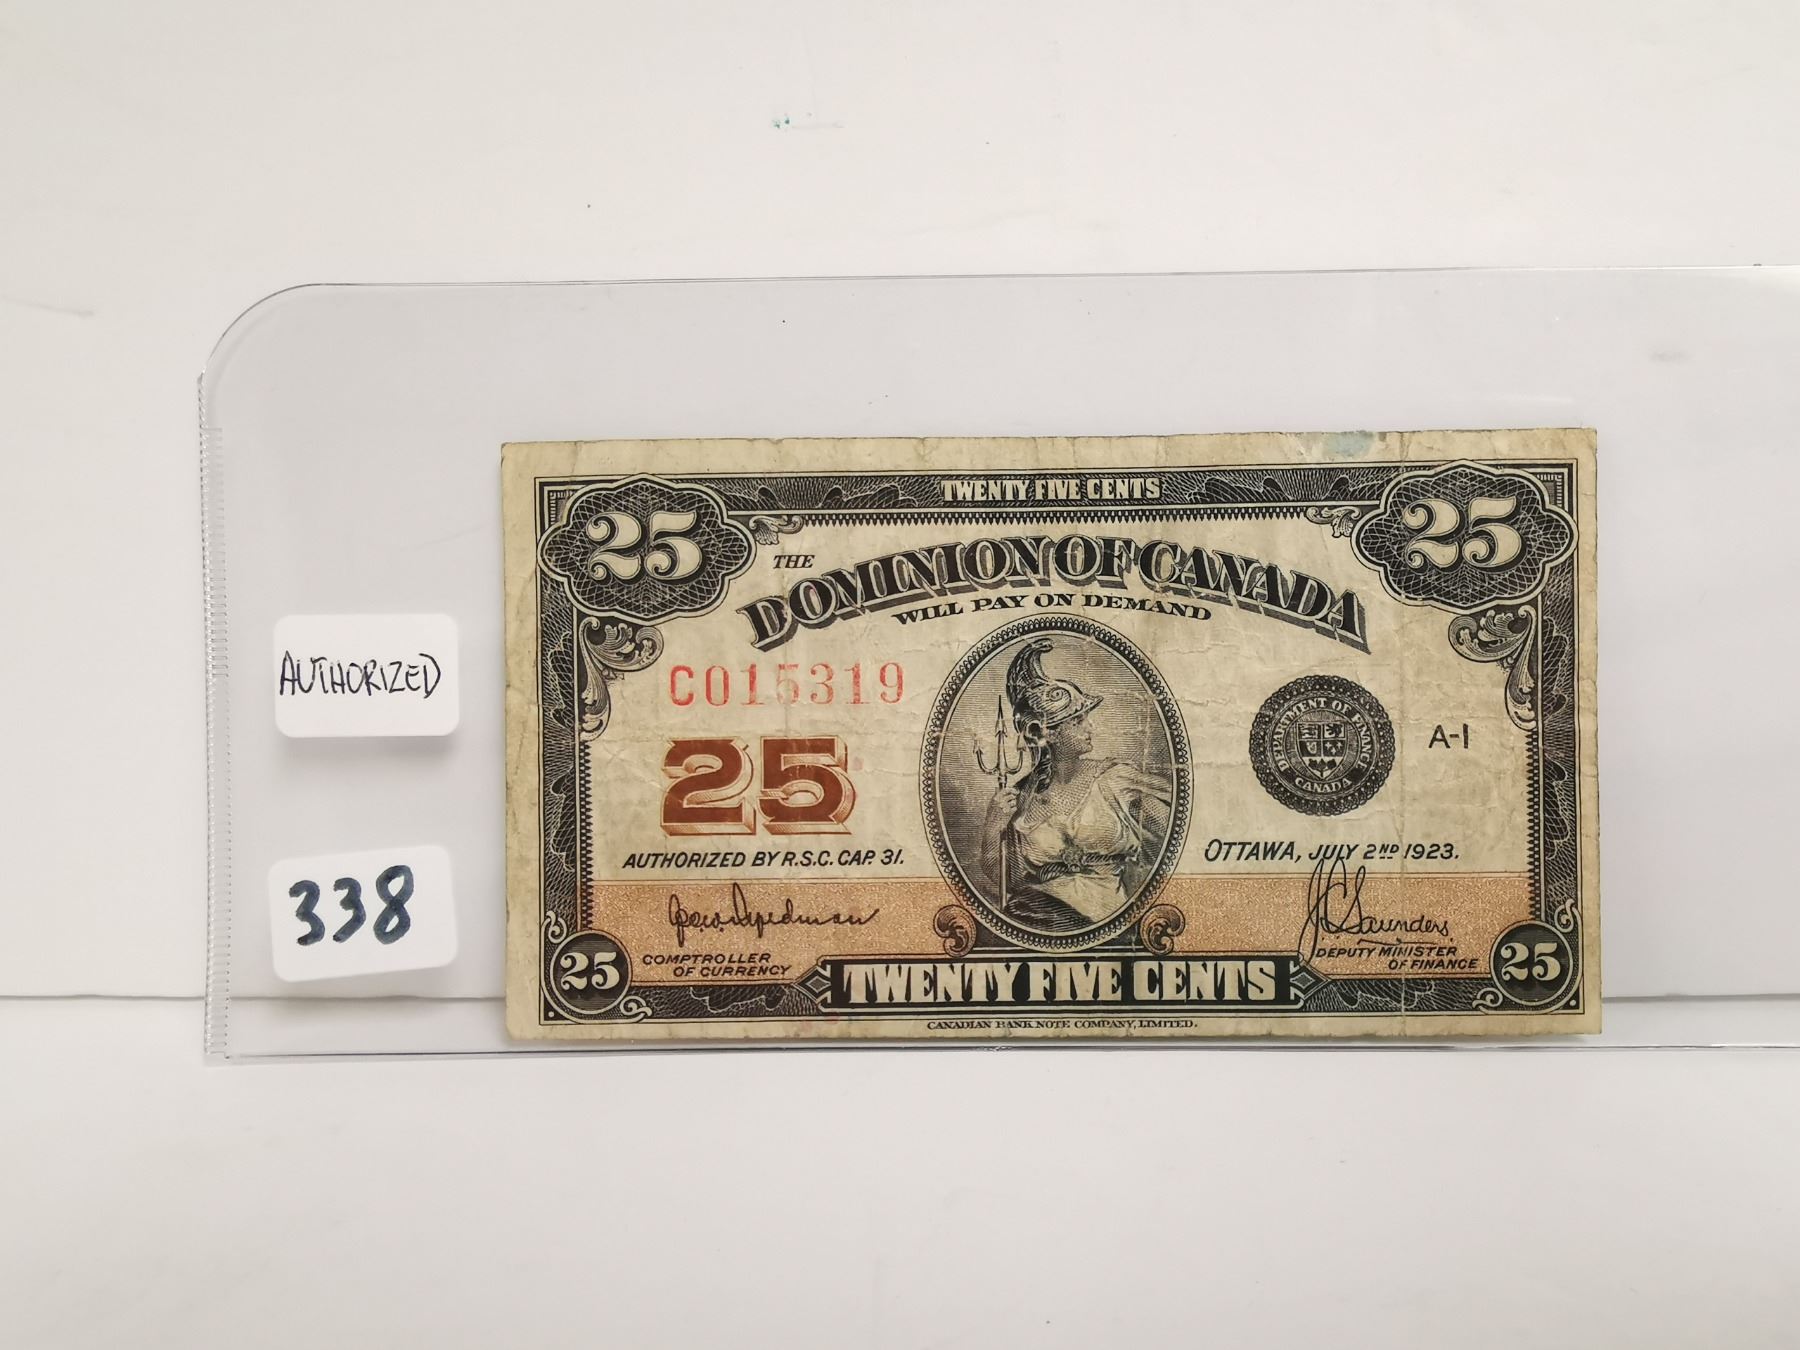 AUTHORIZED
338
TWENTY FIVE CENTS
25
25
THE
DOMINION OF CANADA
WILL PAY ON DEMAND
C015319
25
DEPARTMENT OF FINANCE
CANADA
A-1
AUTHORIZED BY R.S.C. CAP. 31.
OTTAWA, JULY 2ND 1923.
Saunders
COMPTROLLER
OF CURRENCY
DEPUTY MINISTER
OF FINANCE
25
TWENTY FIVE CENTS
25
CANADIAN BANK NOTE COMPANY, LIMITED.